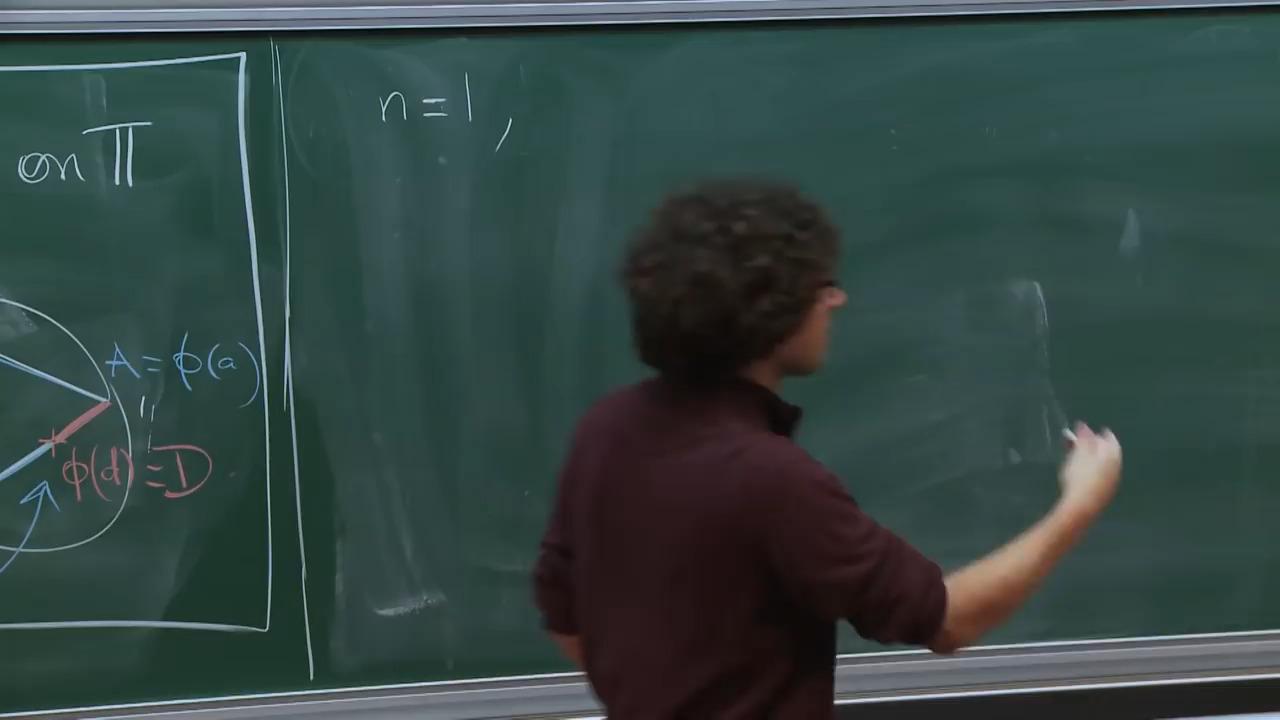 on 𝕋
A = φ(a)
"
φ(d) = D
n = 1,